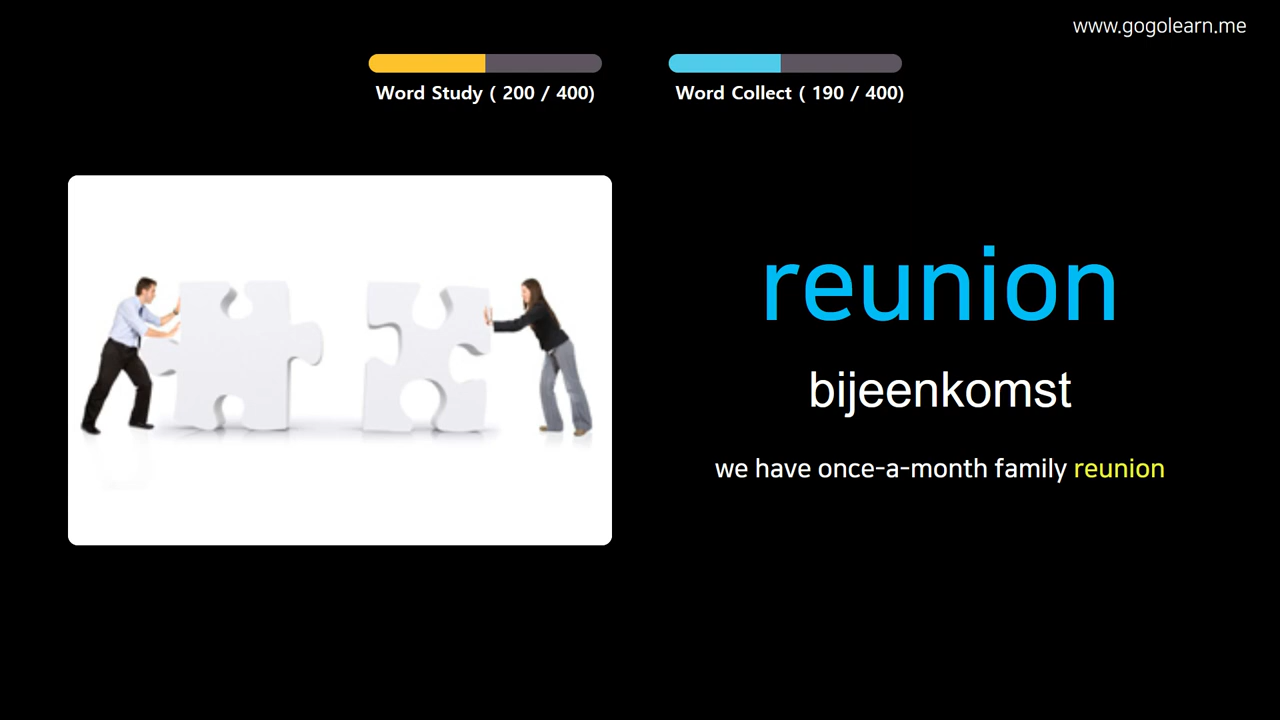 www.gogolearn.me
Word Study ( 200 / 400)
Word Collect ( 190 / 400)
reunion
bijeenkomst
we have once-a-month family reunion